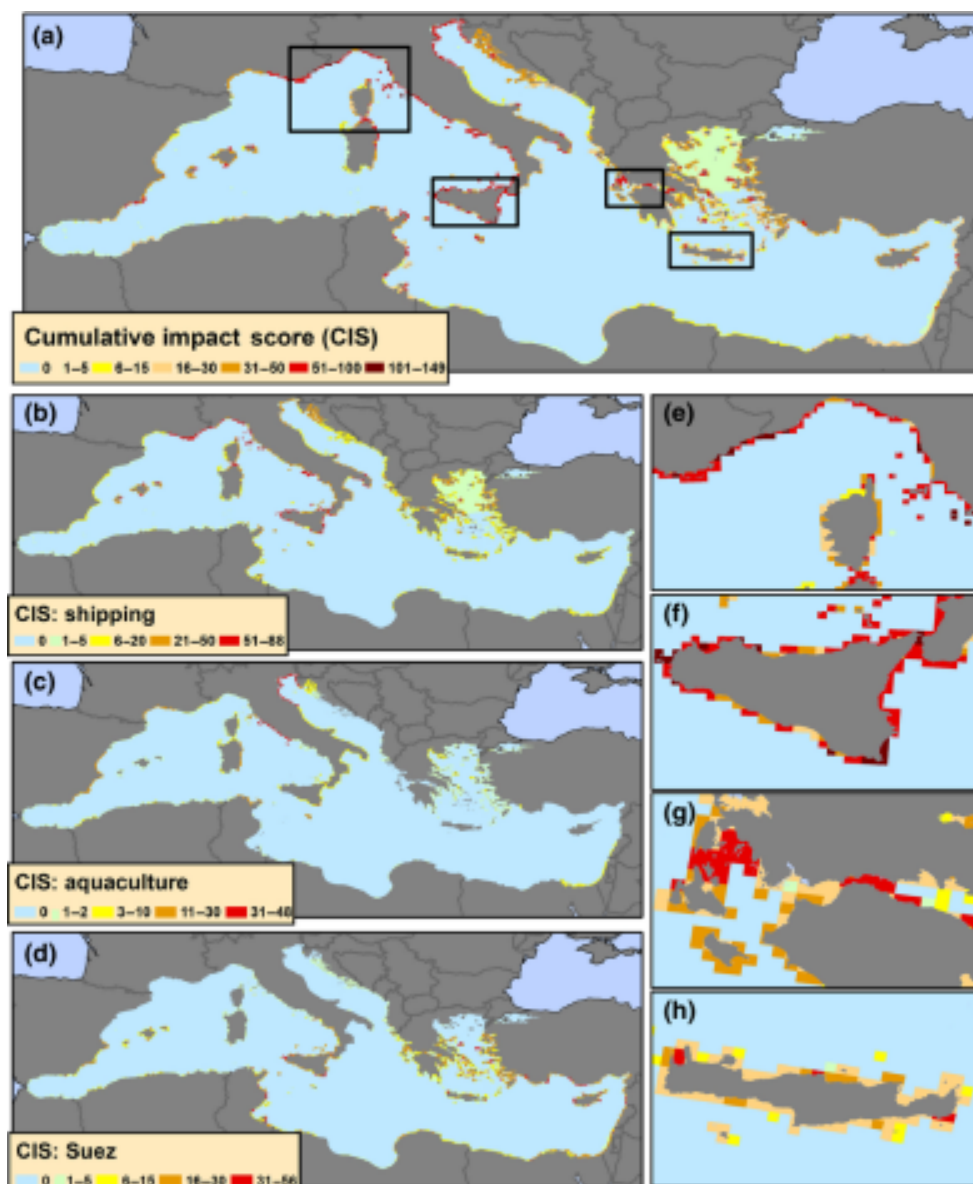 (a)
Cumulative impact score (CIS)
0 1–5 6–15 16–30 31–50 51–100 101–149
(b)
CIS: shipping
0 1–5 6–20 21–50 51–88
(c)
CIS: aquaculture
0 1–2 3–10 11–30 31–48
(d)
CIS: Suez
0 1–5 6–15 16–30 31–56
(e)
(f)
(g)
(h)